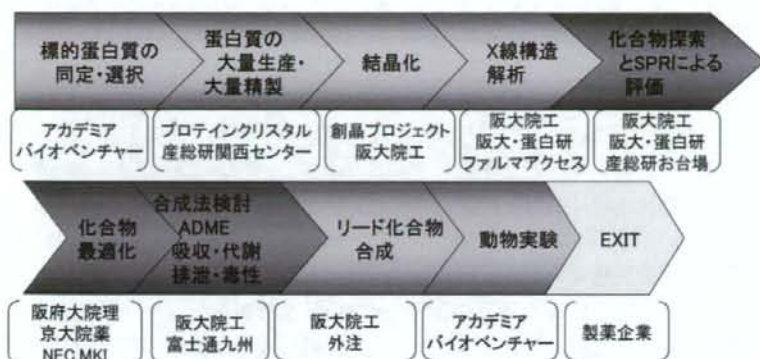 標的蛋白質の
同定・選択
蛋白質の
大量生産・
大量精製
結晶化
X線構造
解析
化合物探索
とSPRによる
評価
アカデミア
バイオベンチャー
プロテインクリスタル
産総研関西センター
創晶プロジェクト
阪大院工
阪大院工
阪大・蛋白研
ファルマアクセス
阪大院工
阪大・蛋白研
産総研お台場
化合物
最適化
合成法検討
ADME
吸収・代謝
排泄・毒性
リード化合物
合成
動物実験
EXIT
阪府大院理
京大院薬
NEC,MKI
阪大院工
富士通九州
阪大院工
外注
アカデミア
バイオベンチャー
製薬企業